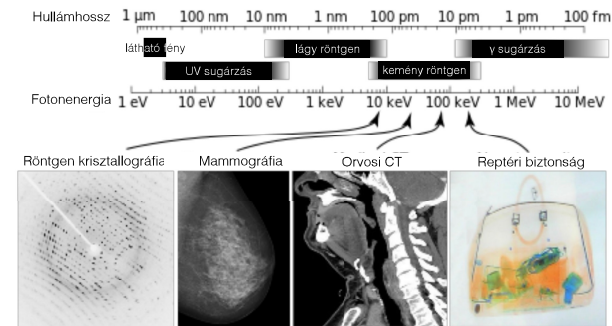 Hullámhossz 1 μm 100 nm 10 nm 1 nm 100 pm 10 pm 1 pm 100 fm
látható fény lágy röntgen γ sugárzás
UV sugárzás kemény röntgen
Fotonenergia 1 eV 10 eV 100 eV 1 keV 10 keV 100 keV 1 MeV 10 MeV
Röntgen krisztallográfia Mammográfia Orvosi CT Reptéri biztonság